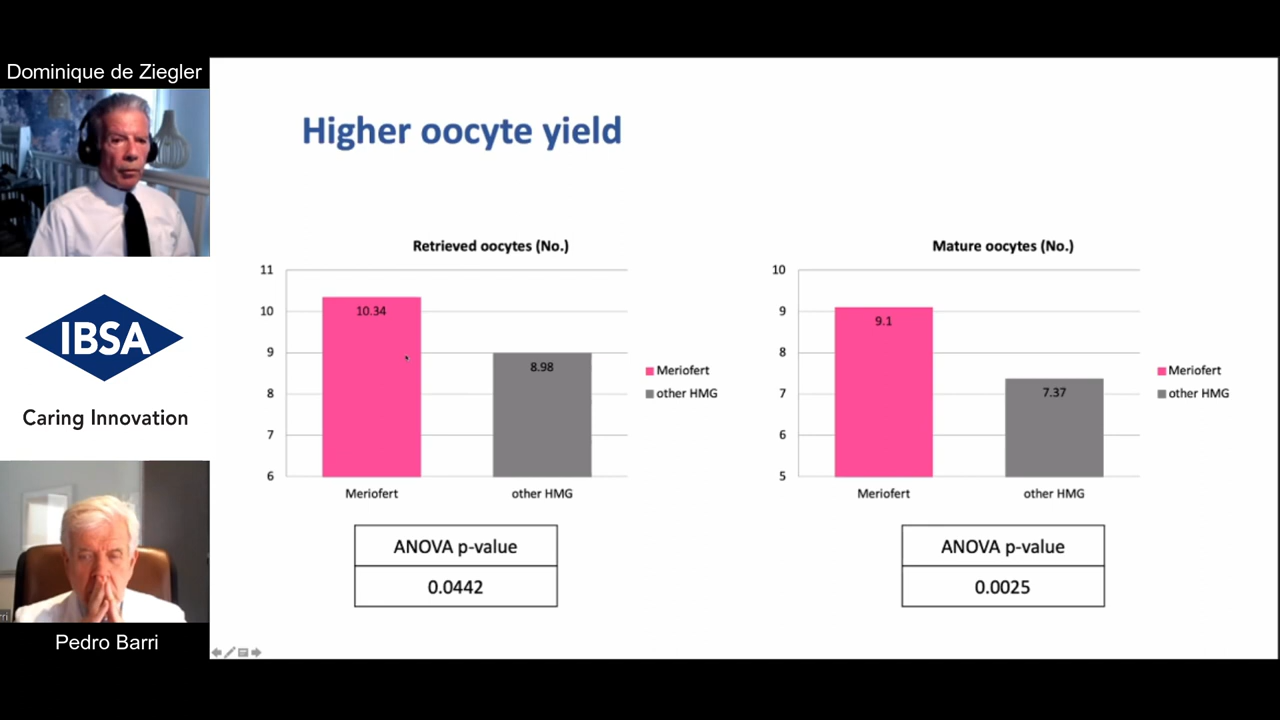 Dominique de Ziegler
IBSA
Caring Innovation
Pedro Barri
Higher oocyte yield
Retrieved oocytes (No.)
11
10
9
8
7
6
10.34
8.98
Meriofert
other HMG
Meriofert
other HMG
ANOVA p-value
0.0442
Mature oocytes (No.)
10
9
8
7
6
5
9.1
7.37
Meriofert
other HMG
Meriofert
other HMG
ANOVA p-value
0.0025